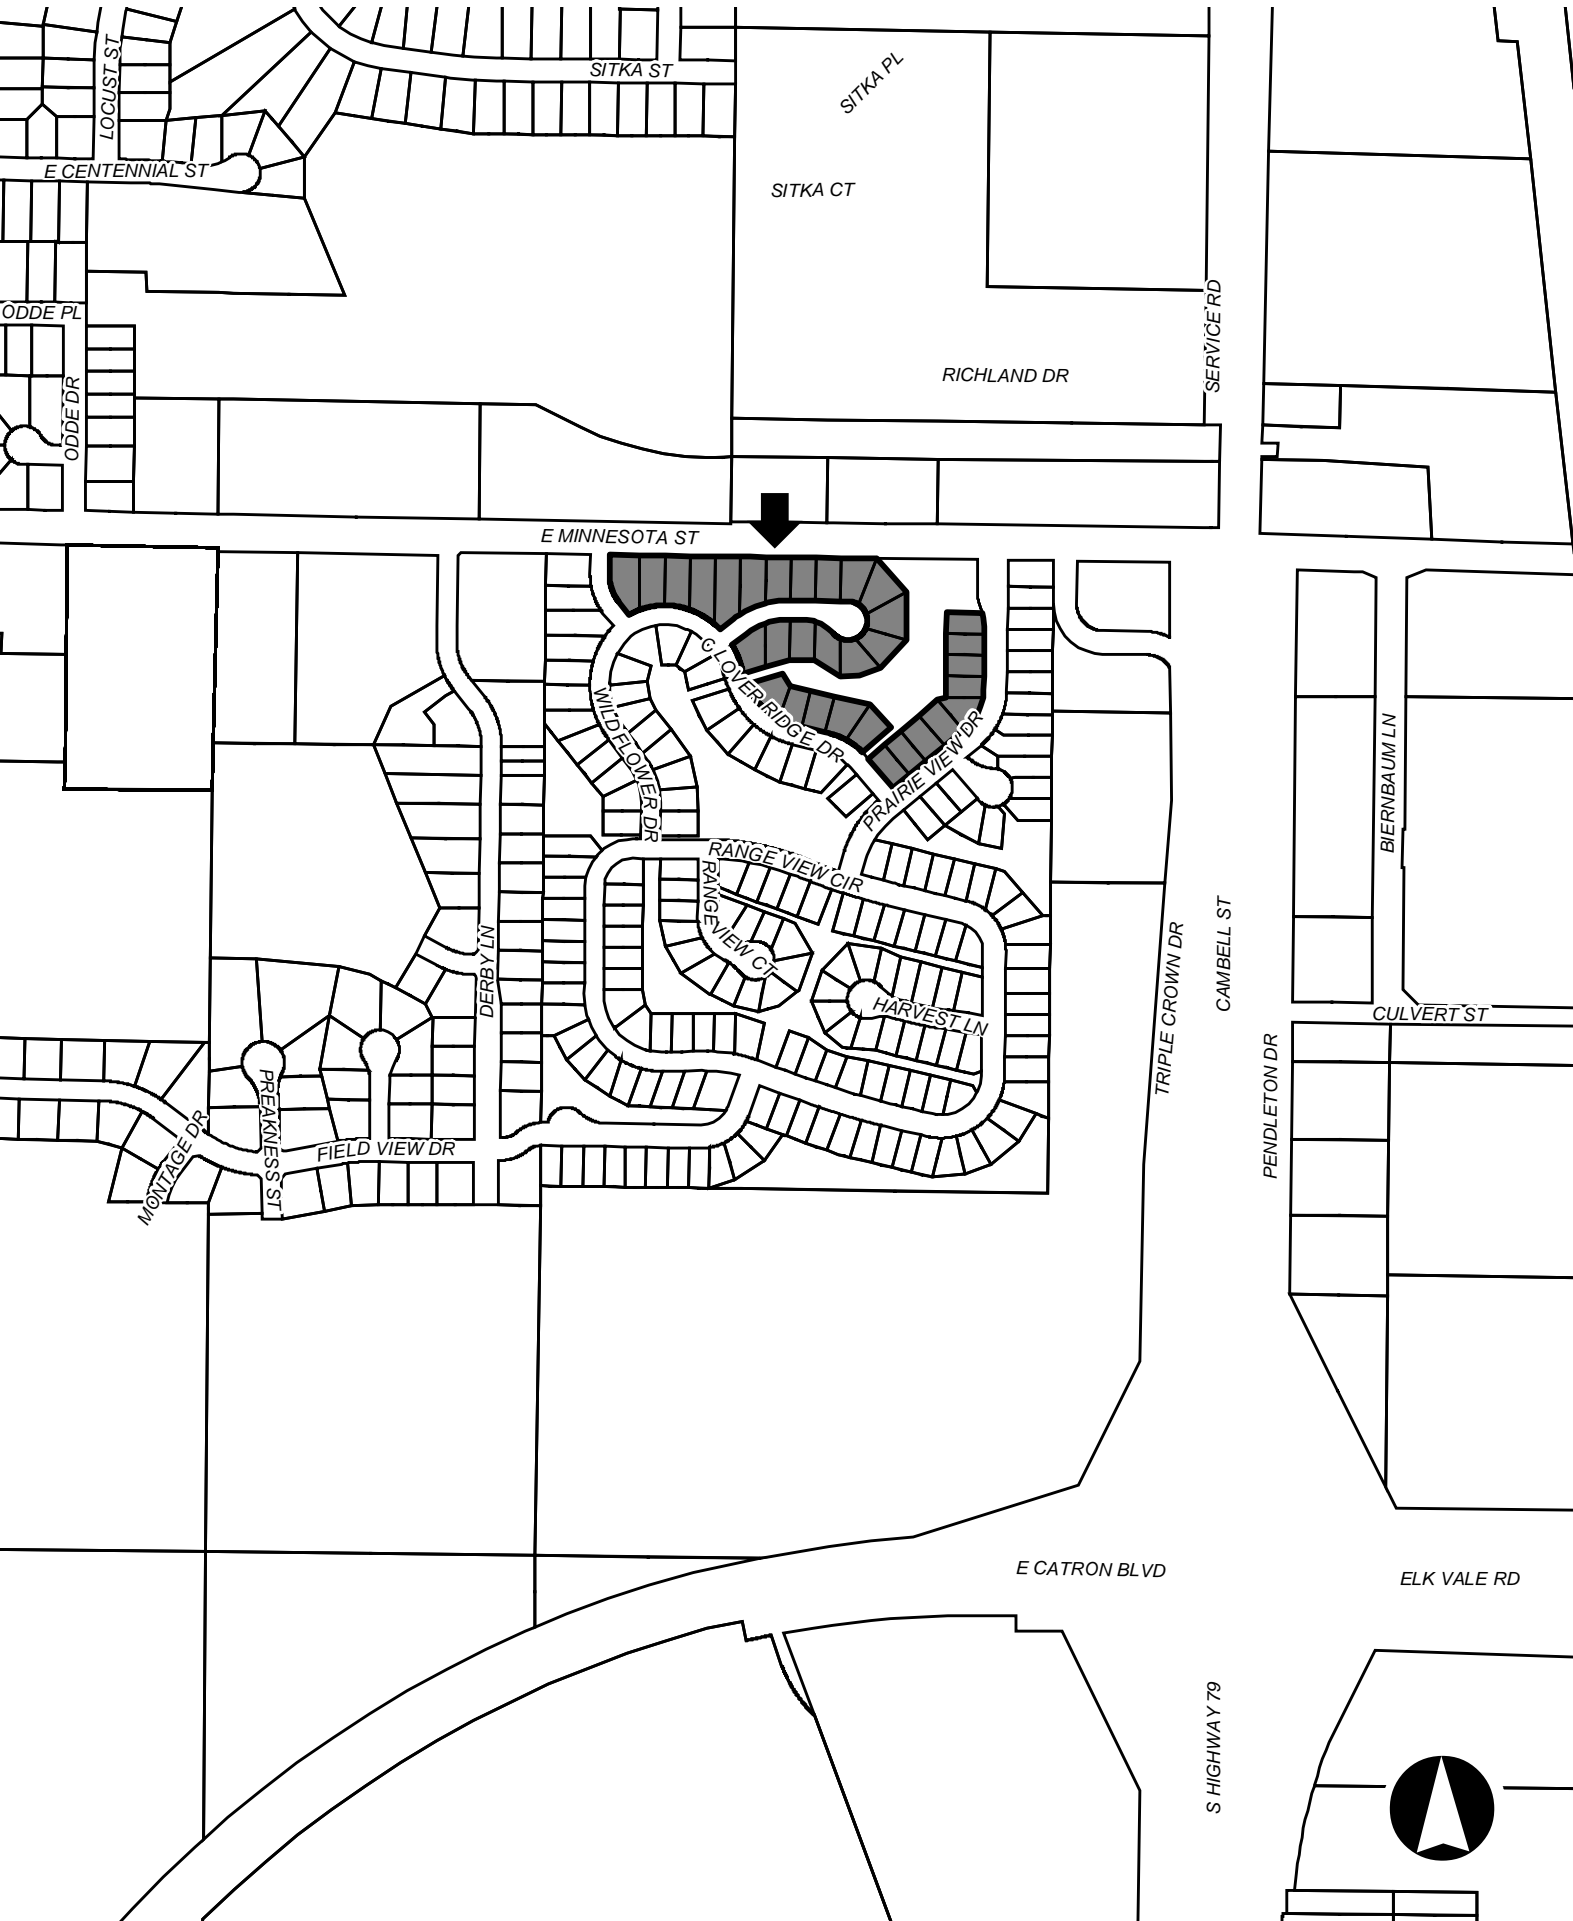 LOCUST ST
SITKA ST
SITKA PL
E CENTENNIAL ST
SITKA CT
ODDE PL
SERVICE RD
RICHLAND DR
ODDE DR
E MINNESOTA ST
CLOVER RIDGE DR
WILDFLOWER DR
PRAIRIE VIEW DR
BIERNBAUM LN
RANGE VIEW CIR
RANGE VIEW CT
DERBY LN
HARVEST LN
TRIPLE CROWN DR
CAMBELL ST
CULVERT ST
PENDLETON DR
PREAKNESS ST
MONTAGE DR
FIELD VIEW DR
E CATRON BLVD
ELK VALE RD
S HIGHWAY 79